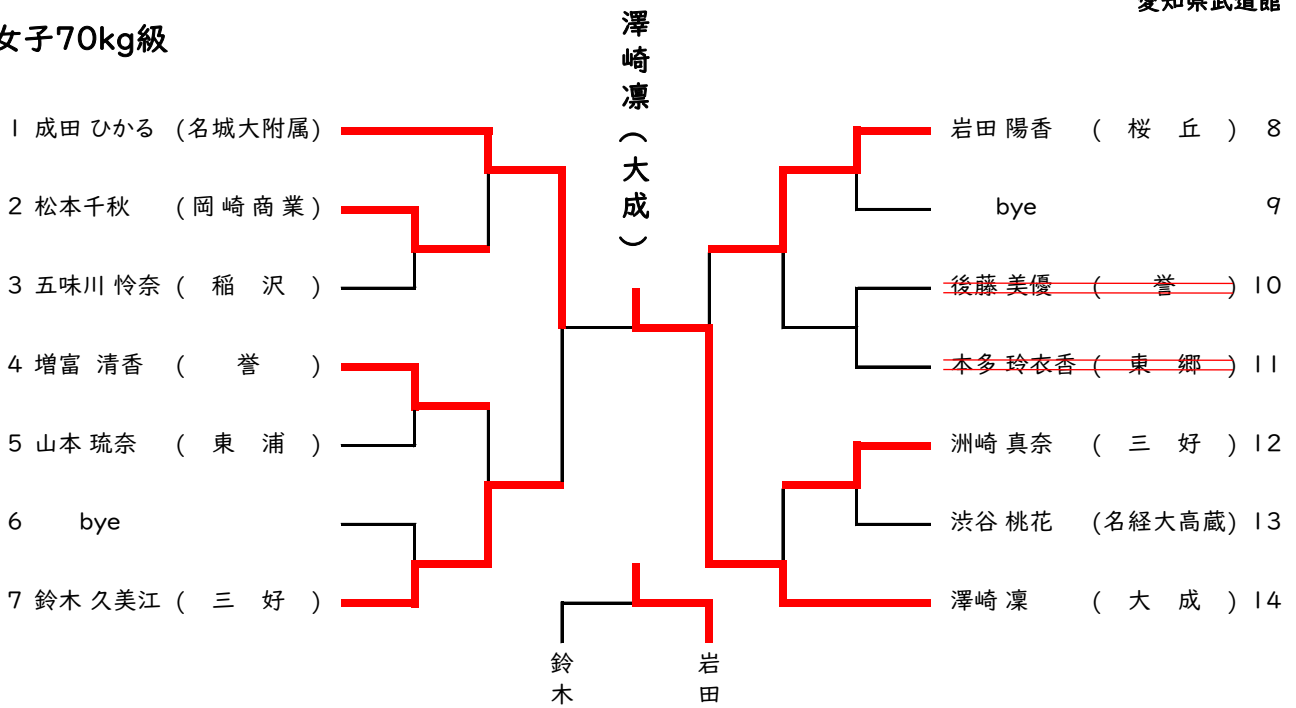 愛知県武道館
女子70kg級
澤崎凛（大成）
1 成田 ひかる (名城大附属)
2 松本千秋 (岡崎商業)
3 五味川 怜奈 ( 稲 沢 )
4 増富 清香 ( 誉 )
5 山本 琉奈 ( 東 浦 )
6 bye
7 鈴木 久美江 ( 三 好 )
岩田 陽香 ( 桜 丘 ) 8
bye 9
後藤 美優 ( 誉 ) 10
本多 玲衣香 ( 東 郷 ) 11
洲崎 真奈 ( 三 好 ) 12
渋谷 桃花 (名経大高蔵) 13
澤崎 凜 ( 大 成 ) 14
鈴木
岩田